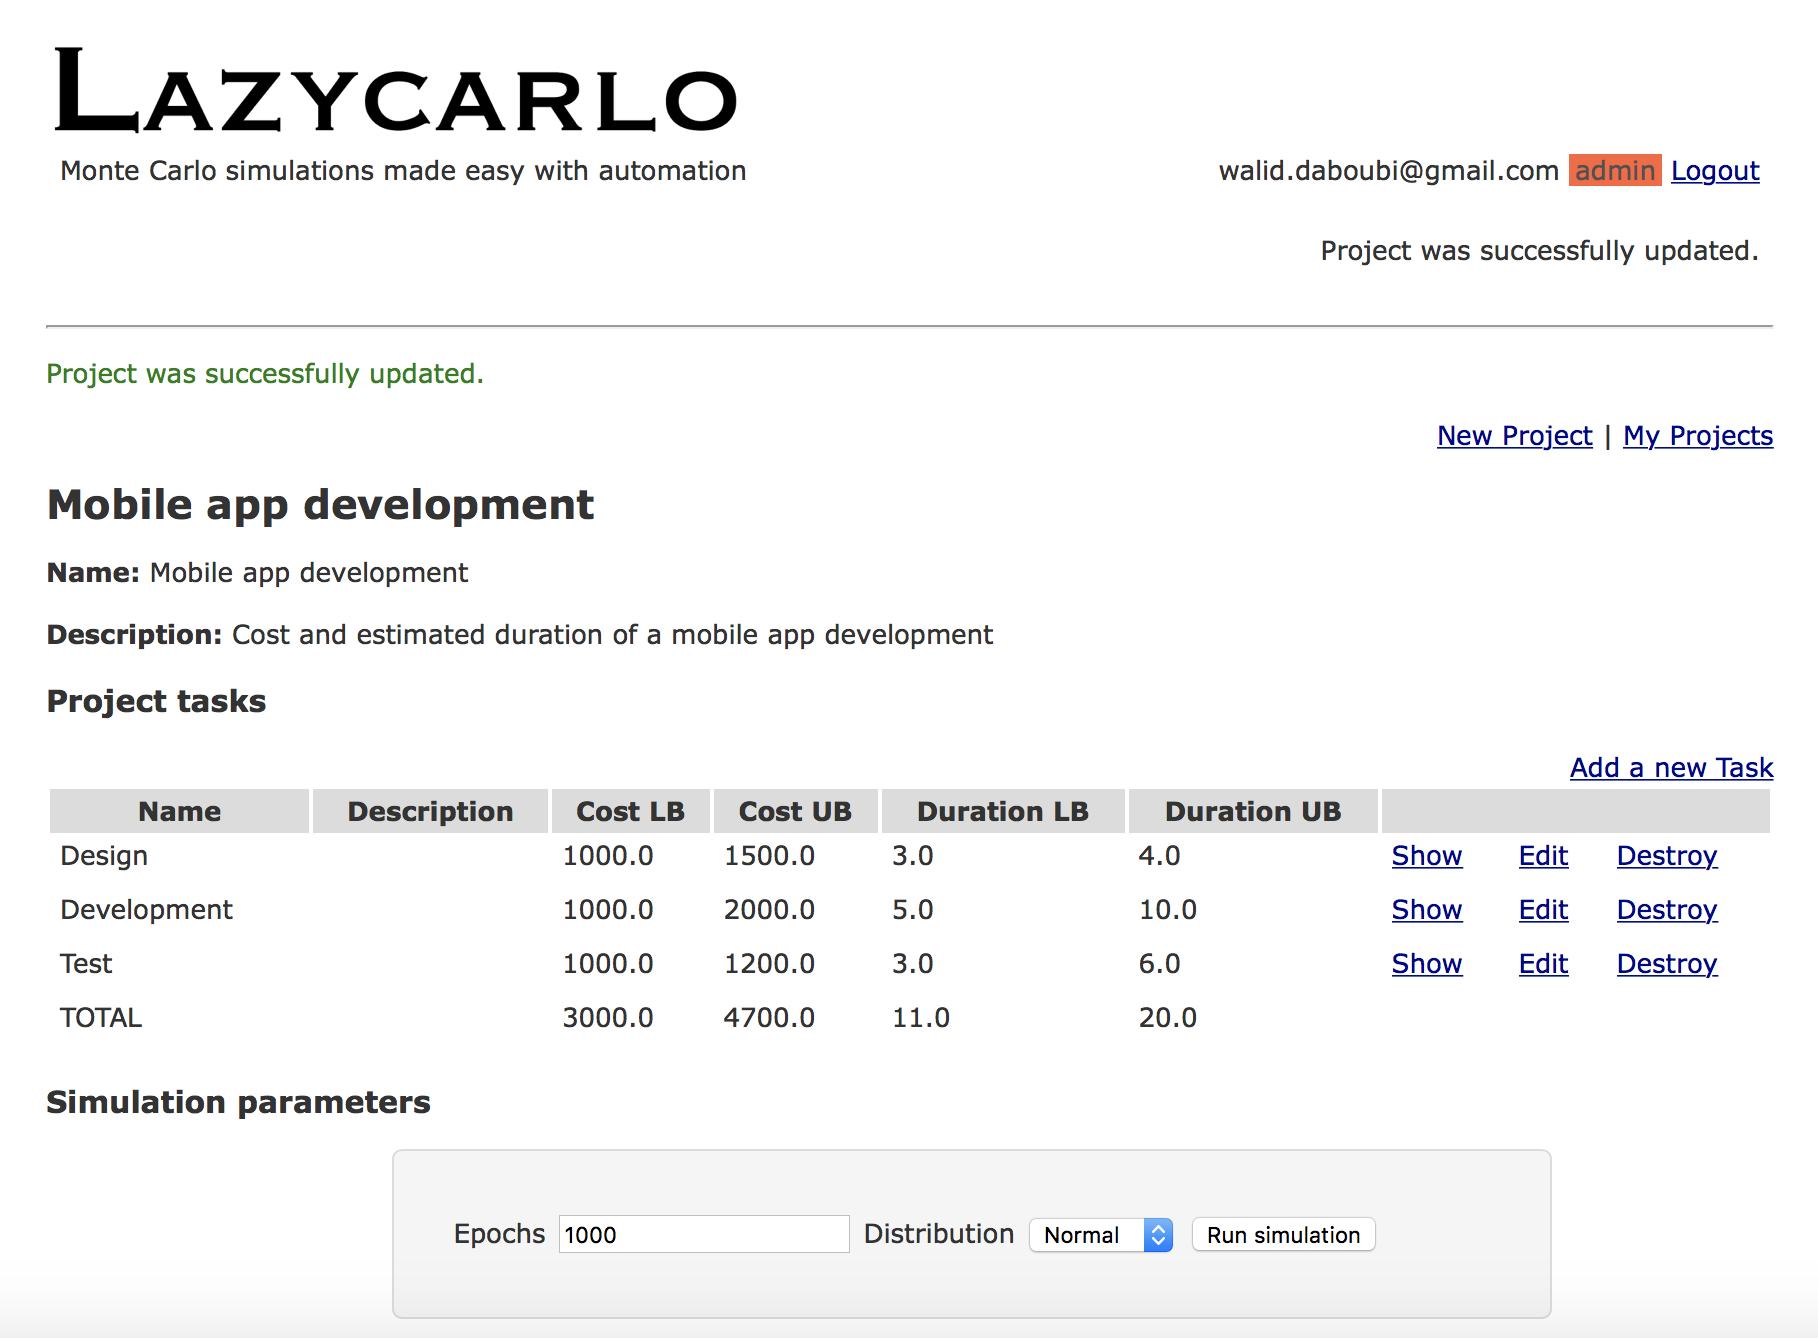 LAZYCARLO
Monte Carlo simulations made easy with automation
walid.daboubi@gmail.com admin Logout
Project was successfully updated.
Project was successfully updated.
New Project | My Projects
Mobile app development
Name: Mobile app development
Description: Cost and estimated duration of a mobile app development
Project tasks
Add a new Task
Name Description Cost LB Cost UB Duration LB Duration UB
Design 1000.0 1500.0 3.0 4.0 Show Edit Destroy
Development 1000.0 2000.0 5.0 10.0 Show Edit Destroy
Test 1000.0 1200.0 3.0 6.0 Show Edit Destroy
TOTAL 3000.0 4700.0 11.0 20.0
Simulation parameters
Epochs 1000 Distribution Normal Run simulation